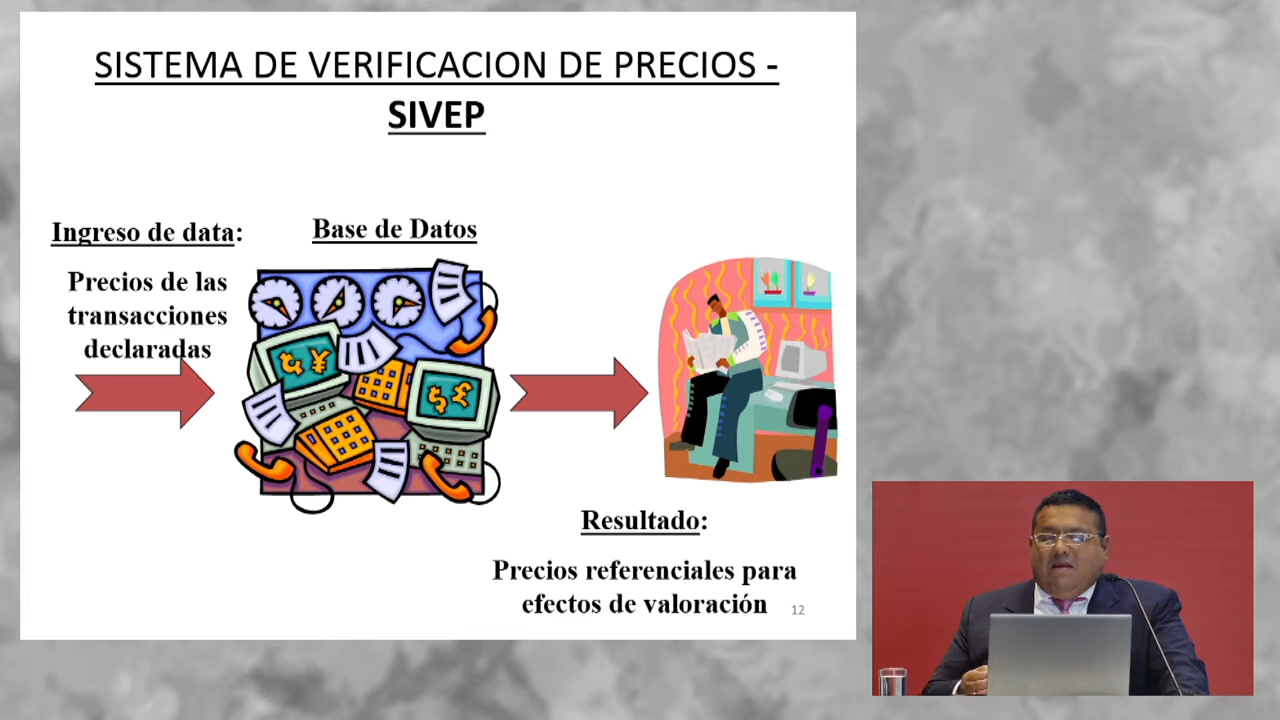 SISTEMA DE VERIFICACION DE PRECIOS -
SIVEP
Ingreso de data:
Precios de las
transacciones
declaradas
Base de Datos
Resultado:
Precios referenciales para
efectos de valoración
12